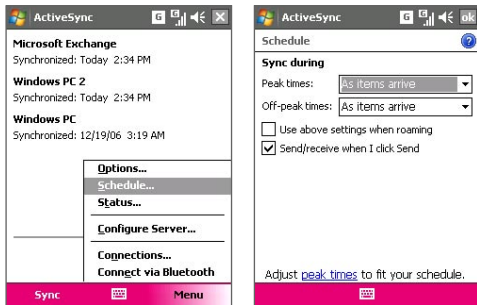 ActiveSync
G
G
Microsoft Exchange
Synchronized: Today 2:34 PM
Windows PC 2
Synchronized: Today 2:34 PM
Windows PC
Synchronized: 12/19/06 3:19 AM
Options...
Schedule...
Status...
Configure Server...
Connections...
Connect via Bluetooth
Sync
Menu
ActiveSync
G
G
ok
Schedule
?
Sync during
Peak times: As items arrive
Off-peak times: As items arrive
Use above settings when roaming
Send/receive when I click Send
Adjust peak times to fit your schedule.